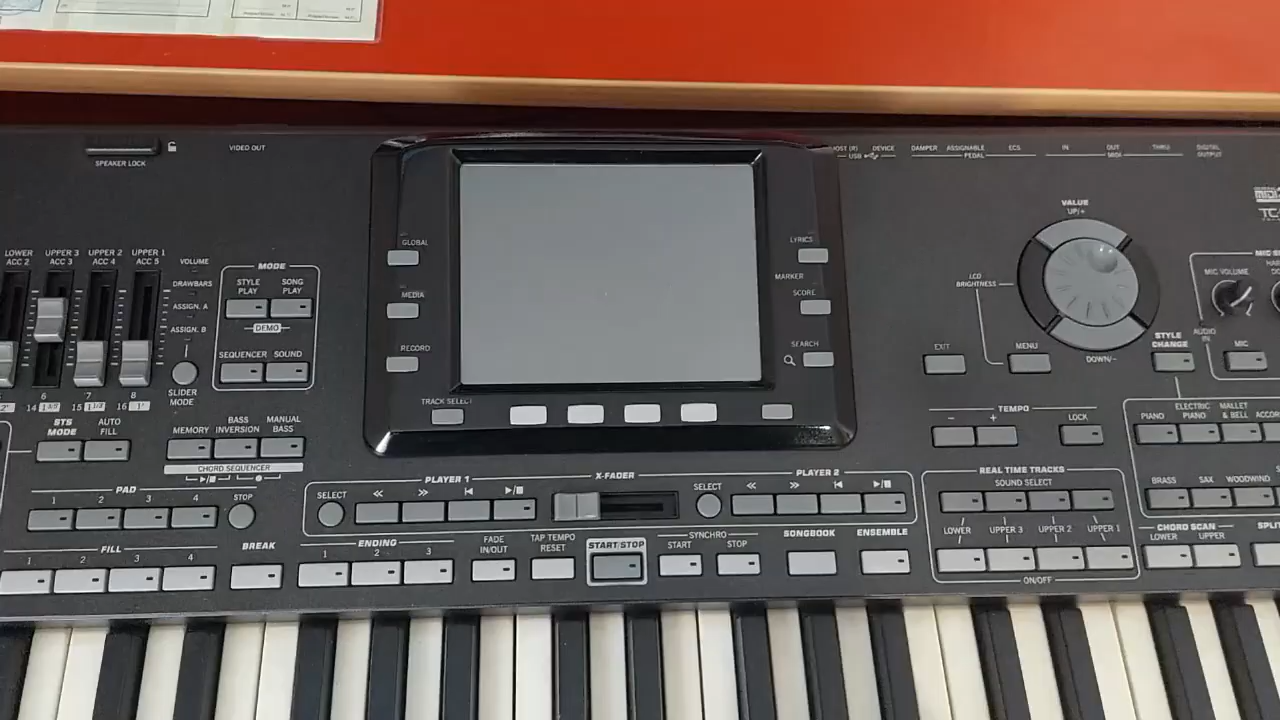 SPEAKER LOCK
VIDEO OUT
USB
DEVICE
DAMPER
ASSIGNABLE
PEDAL
ECS
IN
OUT
MIDI
THRU
DIGITAL
OUTPUT
VALUE
UP/+
DOWN/-
LCD
BRIGHTNESS
EXIT
MENU
STYLE
CHANGE
MIC VOLUME
AUDIO
IN
MIC
LOWER UPPER 3 UPPER 2 UPPER 1
ACC 2 ACC 3 ACC 4 ACC 5
VOLUME
DRAWBARS
ASSIGN. A
ASSIGN. B
SLIDER
MODE
6 7 8
MODE
STYLE
PLAY
SONG
PLAY
DEMO
SEQUENCER SOUND
GLOBAL
MEDIA
RECORD
TRACK SELECT
LYRICS
MARKER
SCORE
SEARCH
STS
MODE
AUTO
FILL
MEMORY
BASS
INVERSION
MANUAL
BASS
CHORD SEQUENCER
TEMPO
- +
LOCK
PIANO
ELECTRIC
PIANO
MALLET
& BELL
PAD
1 2 3 4 STOP
PLAYER 1
SELECT
X-FADER
PLAYER 2
SELECT
REAL TIME TRACKS
SOUND SELECT
LOWER UPPER 3 UPPER 2 UPPER 1
ON/OFF
BRASS SAX WOODWIND
CHORD SCAN
LOWER UPPER
FILL
1 2 3 4
BREAK
ENDING
1 2 3
FADE
IN/OUT
TAP TEMPO
RESET
START/STOP
SYNCHRO
START STOP
SONGBOOK
ENSEMBLE